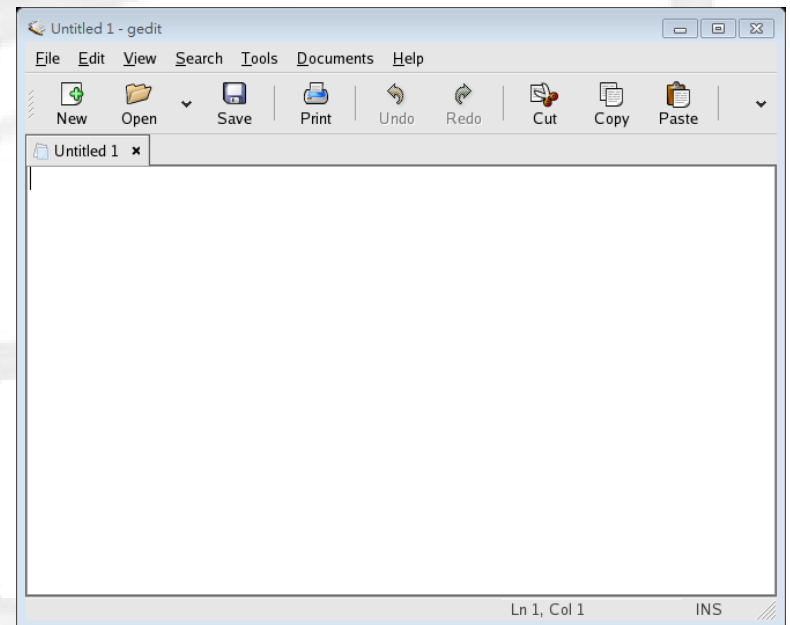 Untitled 1 - gedit
File Edit View Search Tools Documents Help
New Open Save Print Undo Redo Cut Copy Paste
Untitled 1
Ln 1, Col 1 INS